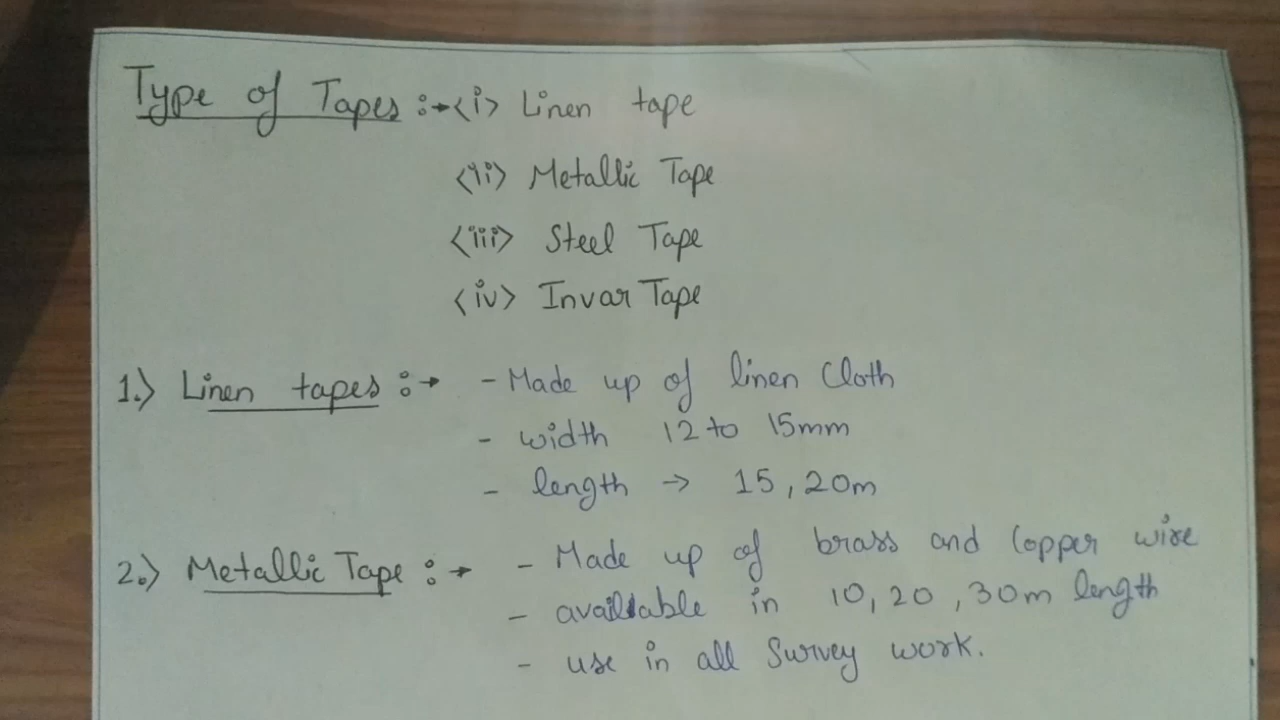 Type of Tapes :→ <i> Linen tape
<ii> Metallic Tape
<iii> Steel Tape
<iv> Invar Tape
1.) Linen tapes :→ - Made up of linen Cloth
- width 12 to 15mm
- length → 15, 20m
2.) Metallic Tape :→ - Made up of brass and Copper wire
- available in 10, 20, 30m length
- use in all Survey work.